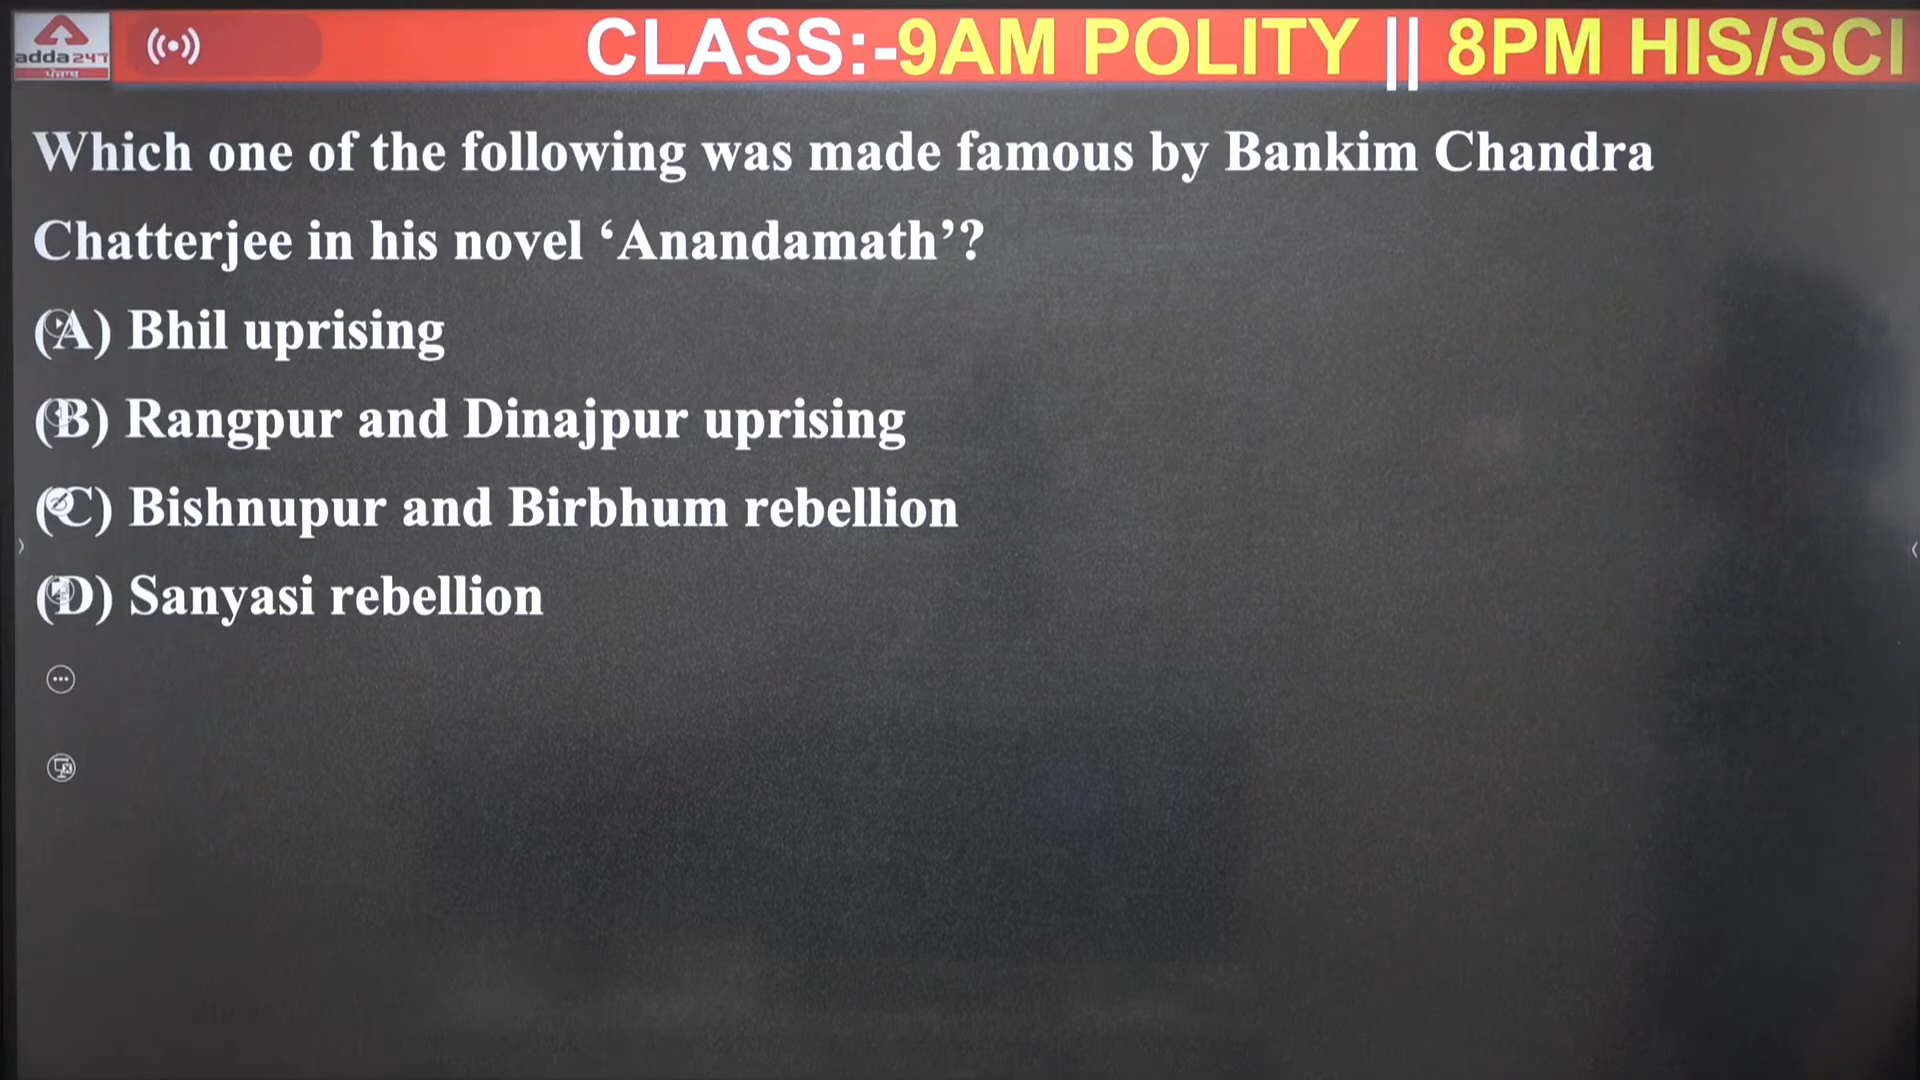 adda247
ਪੰਜਾਬ
CLASS:-9AM POLITY || 8PM HIS/SCI
Which one of the following was made famous by Bankim Chandra
Chatterjee in his novel ‘Anandamath’?
(A) Bhil uprising
(B) Rangpur and Dinajpur uprising
(C) Bishnupur and Birbhum rebellion
(D) Sanyasi rebellion